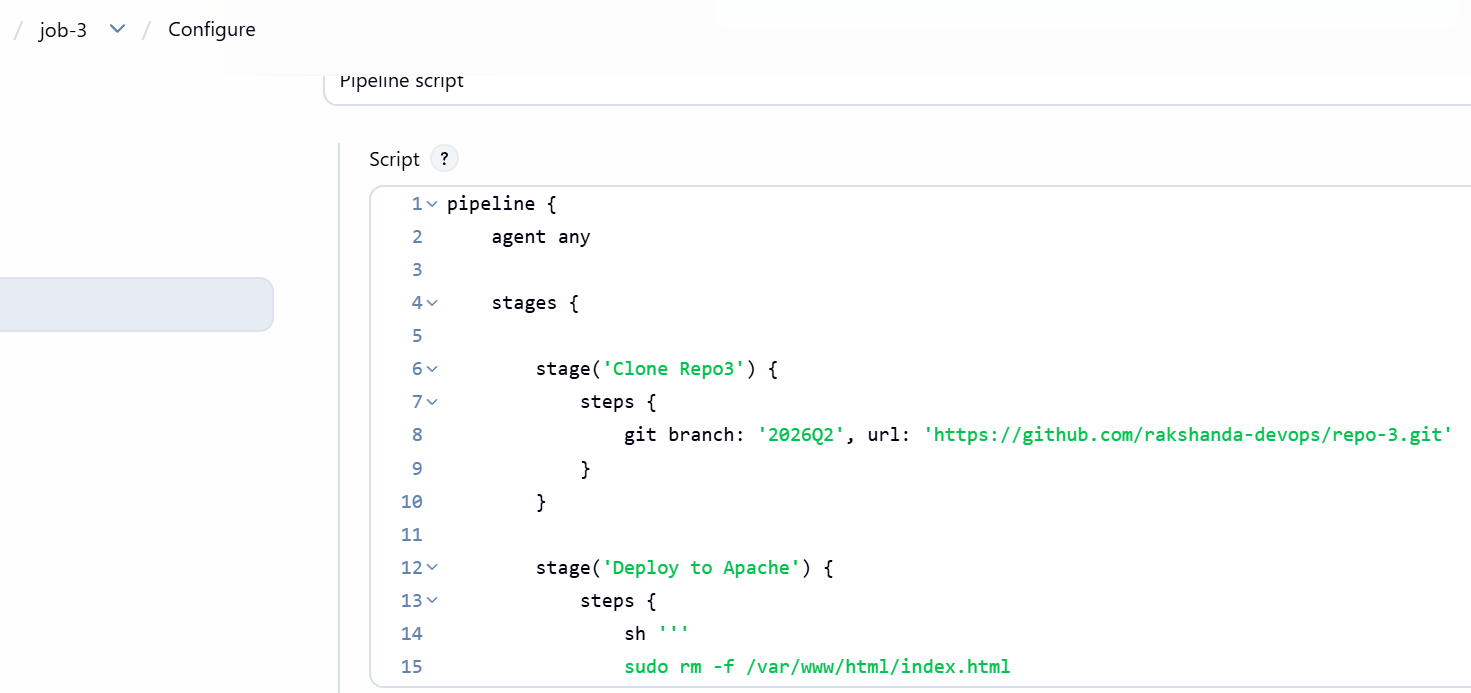 / job-3 / Configure
Pipeline script
Script ?
1 pipeline {
2     agent any
3
4     stages {
5
6         stage('Clone Repo3') {
7             steps {
8                 git branch: '2026Q2', url: 'https://github.com/rakshanda-devops/repo-3.git'
9             }
10         }
11
12         stage('Deploy to Apache') {
13             steps {
14                 sh '''
15                 sudo rm -f /var/www/html/index.html